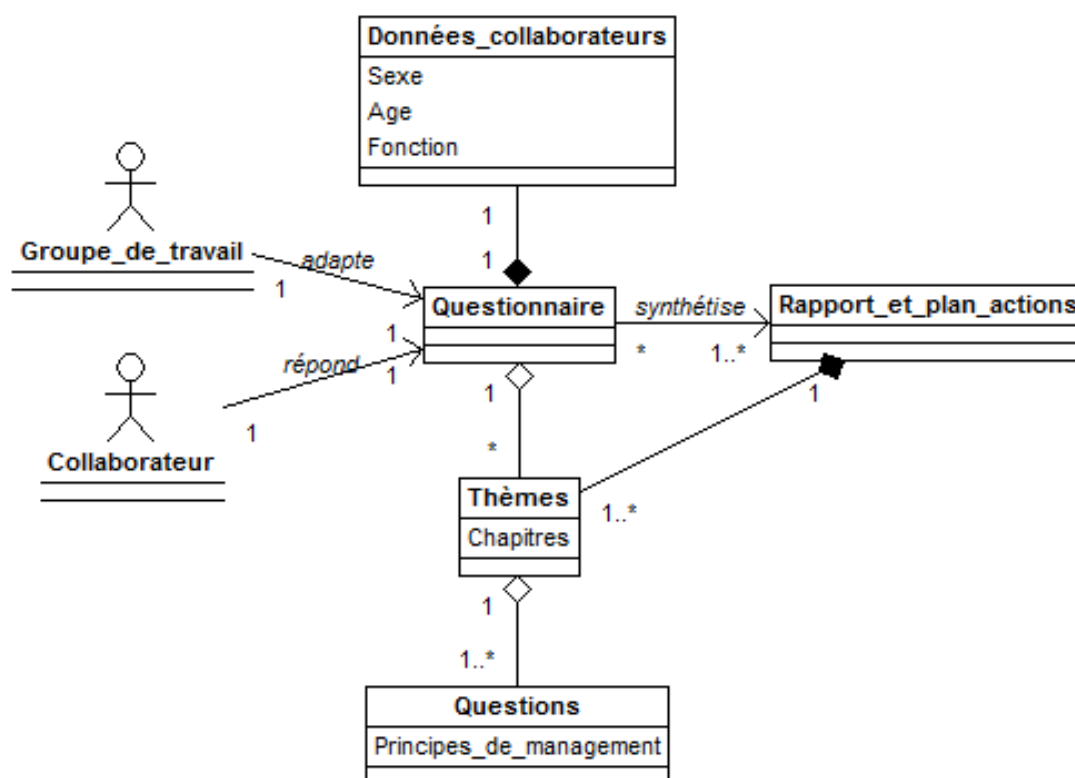 Données_collaborateurs
Sexe
Age
Fonction
1
1
Groupe_de_travail
adapte
1
1
Questionnaire
synthétise
*
1..*
Rapport_et_plan_actions
répond
1
1
Collaborateur
1
*
1
1..*
Thèmes
Chapitres
1
1..*
Questions
Principes_de_management